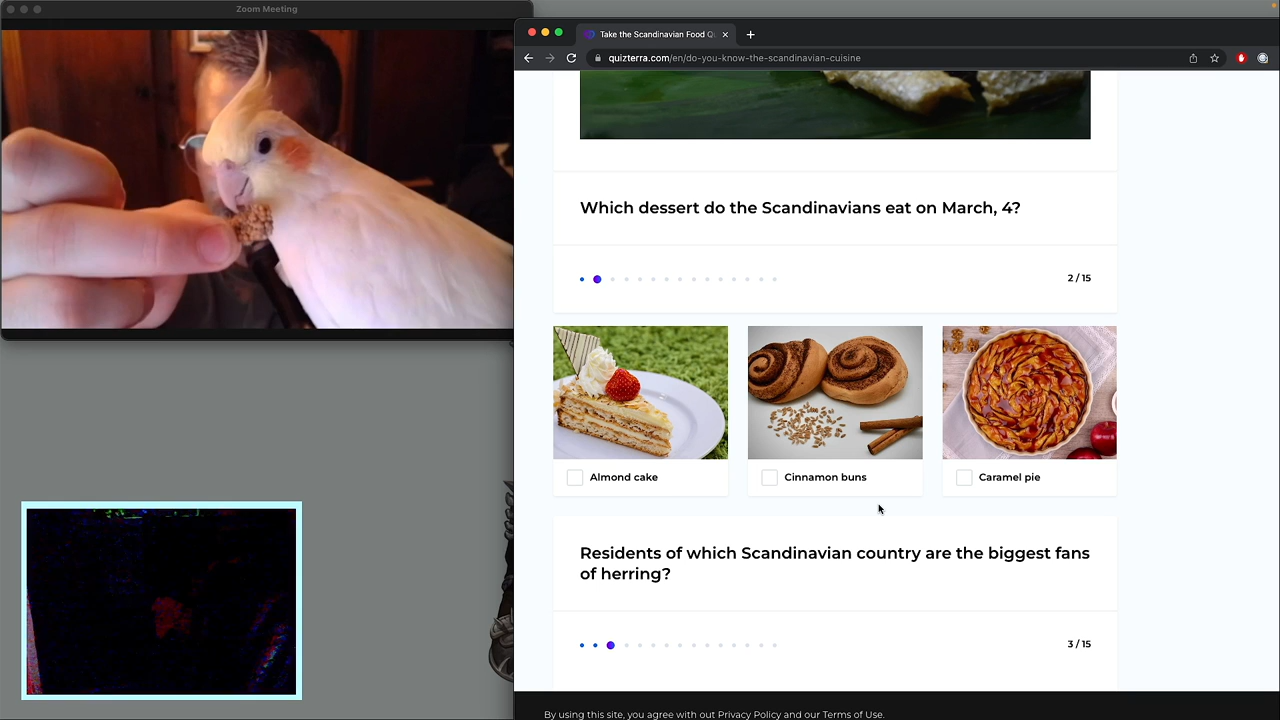 Zoom Meeting
Take the Scandinavian Food Q
quizterra.com/en/do-you-know-the-scandinavian-cuisine
Which dessert do the Scandinavians eat on March, 4?
2 / 15
Almond cake
Cinnamon buns
Caramel pie
Residents of which Scandinavian country are the biggest fans
of herring?
3 / 15
By using this site, you agree with out Privacy Policy and our Terms of Use.